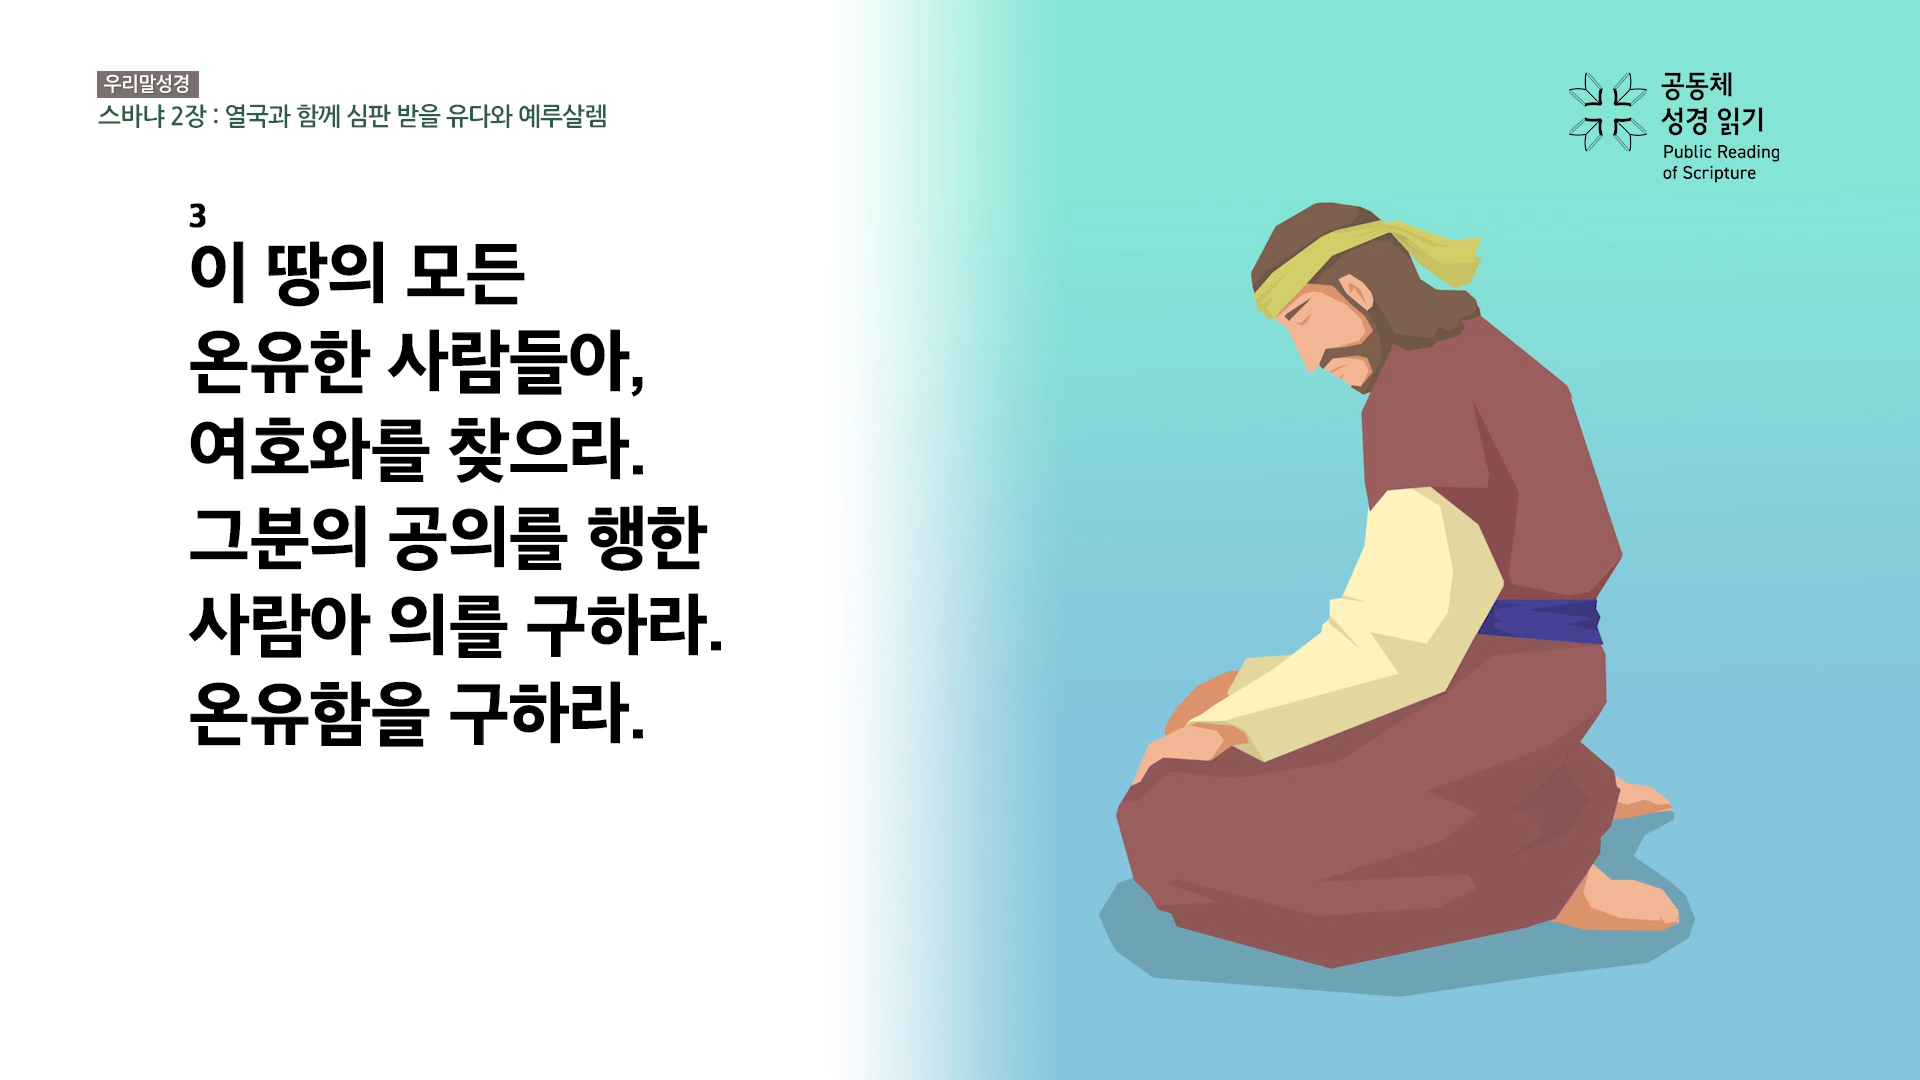 우리말성경
스바냐 2장 : 열국과 함께 심판 받을 유다와 예루살렘
공동체
성경 읽기
Public Reading
of Scripture
3
이 땅의 모든
온유한 사람들아,
여호와를 찾으라.
그분의 공의를 행한
사람아 의를 구하라.
온유함을 구하라.